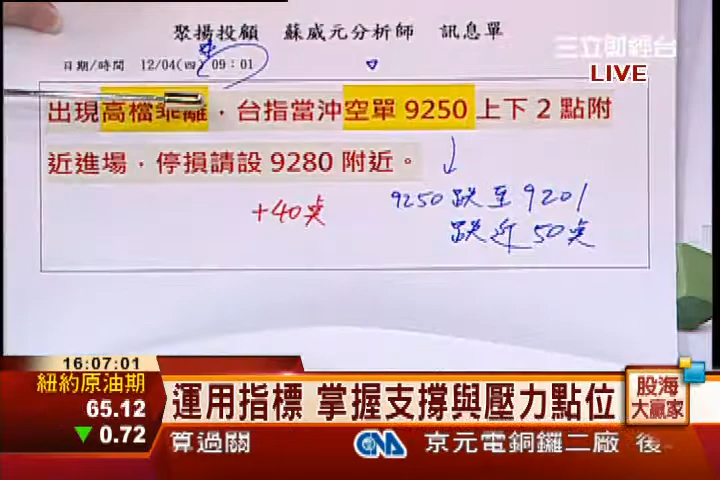 聚揚投顧 蘇威元分析師 訊息單
三立財經台
LIVE
日期/時間 12/04(四) 09:01
出現高檔乖離，台指當沖空單 9250 上下 2 點附
近進場，停損請設 9280 附近。
+40點
9250 跌至 9201
跌近 50點
16:07:01
紐約原油期
65.12
▼ 0.72
運用指標 掌握支撐與壓力點位
股海
大贏家
算過關 CNA 京元電銅鑼二廠 後